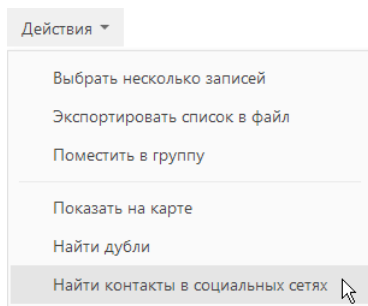 Действия
Выбрать несколько записей
Экспортировать список в файл
Поместить в группу
Показать на карте
Найти дубли
Найти контакты в социальных сетях